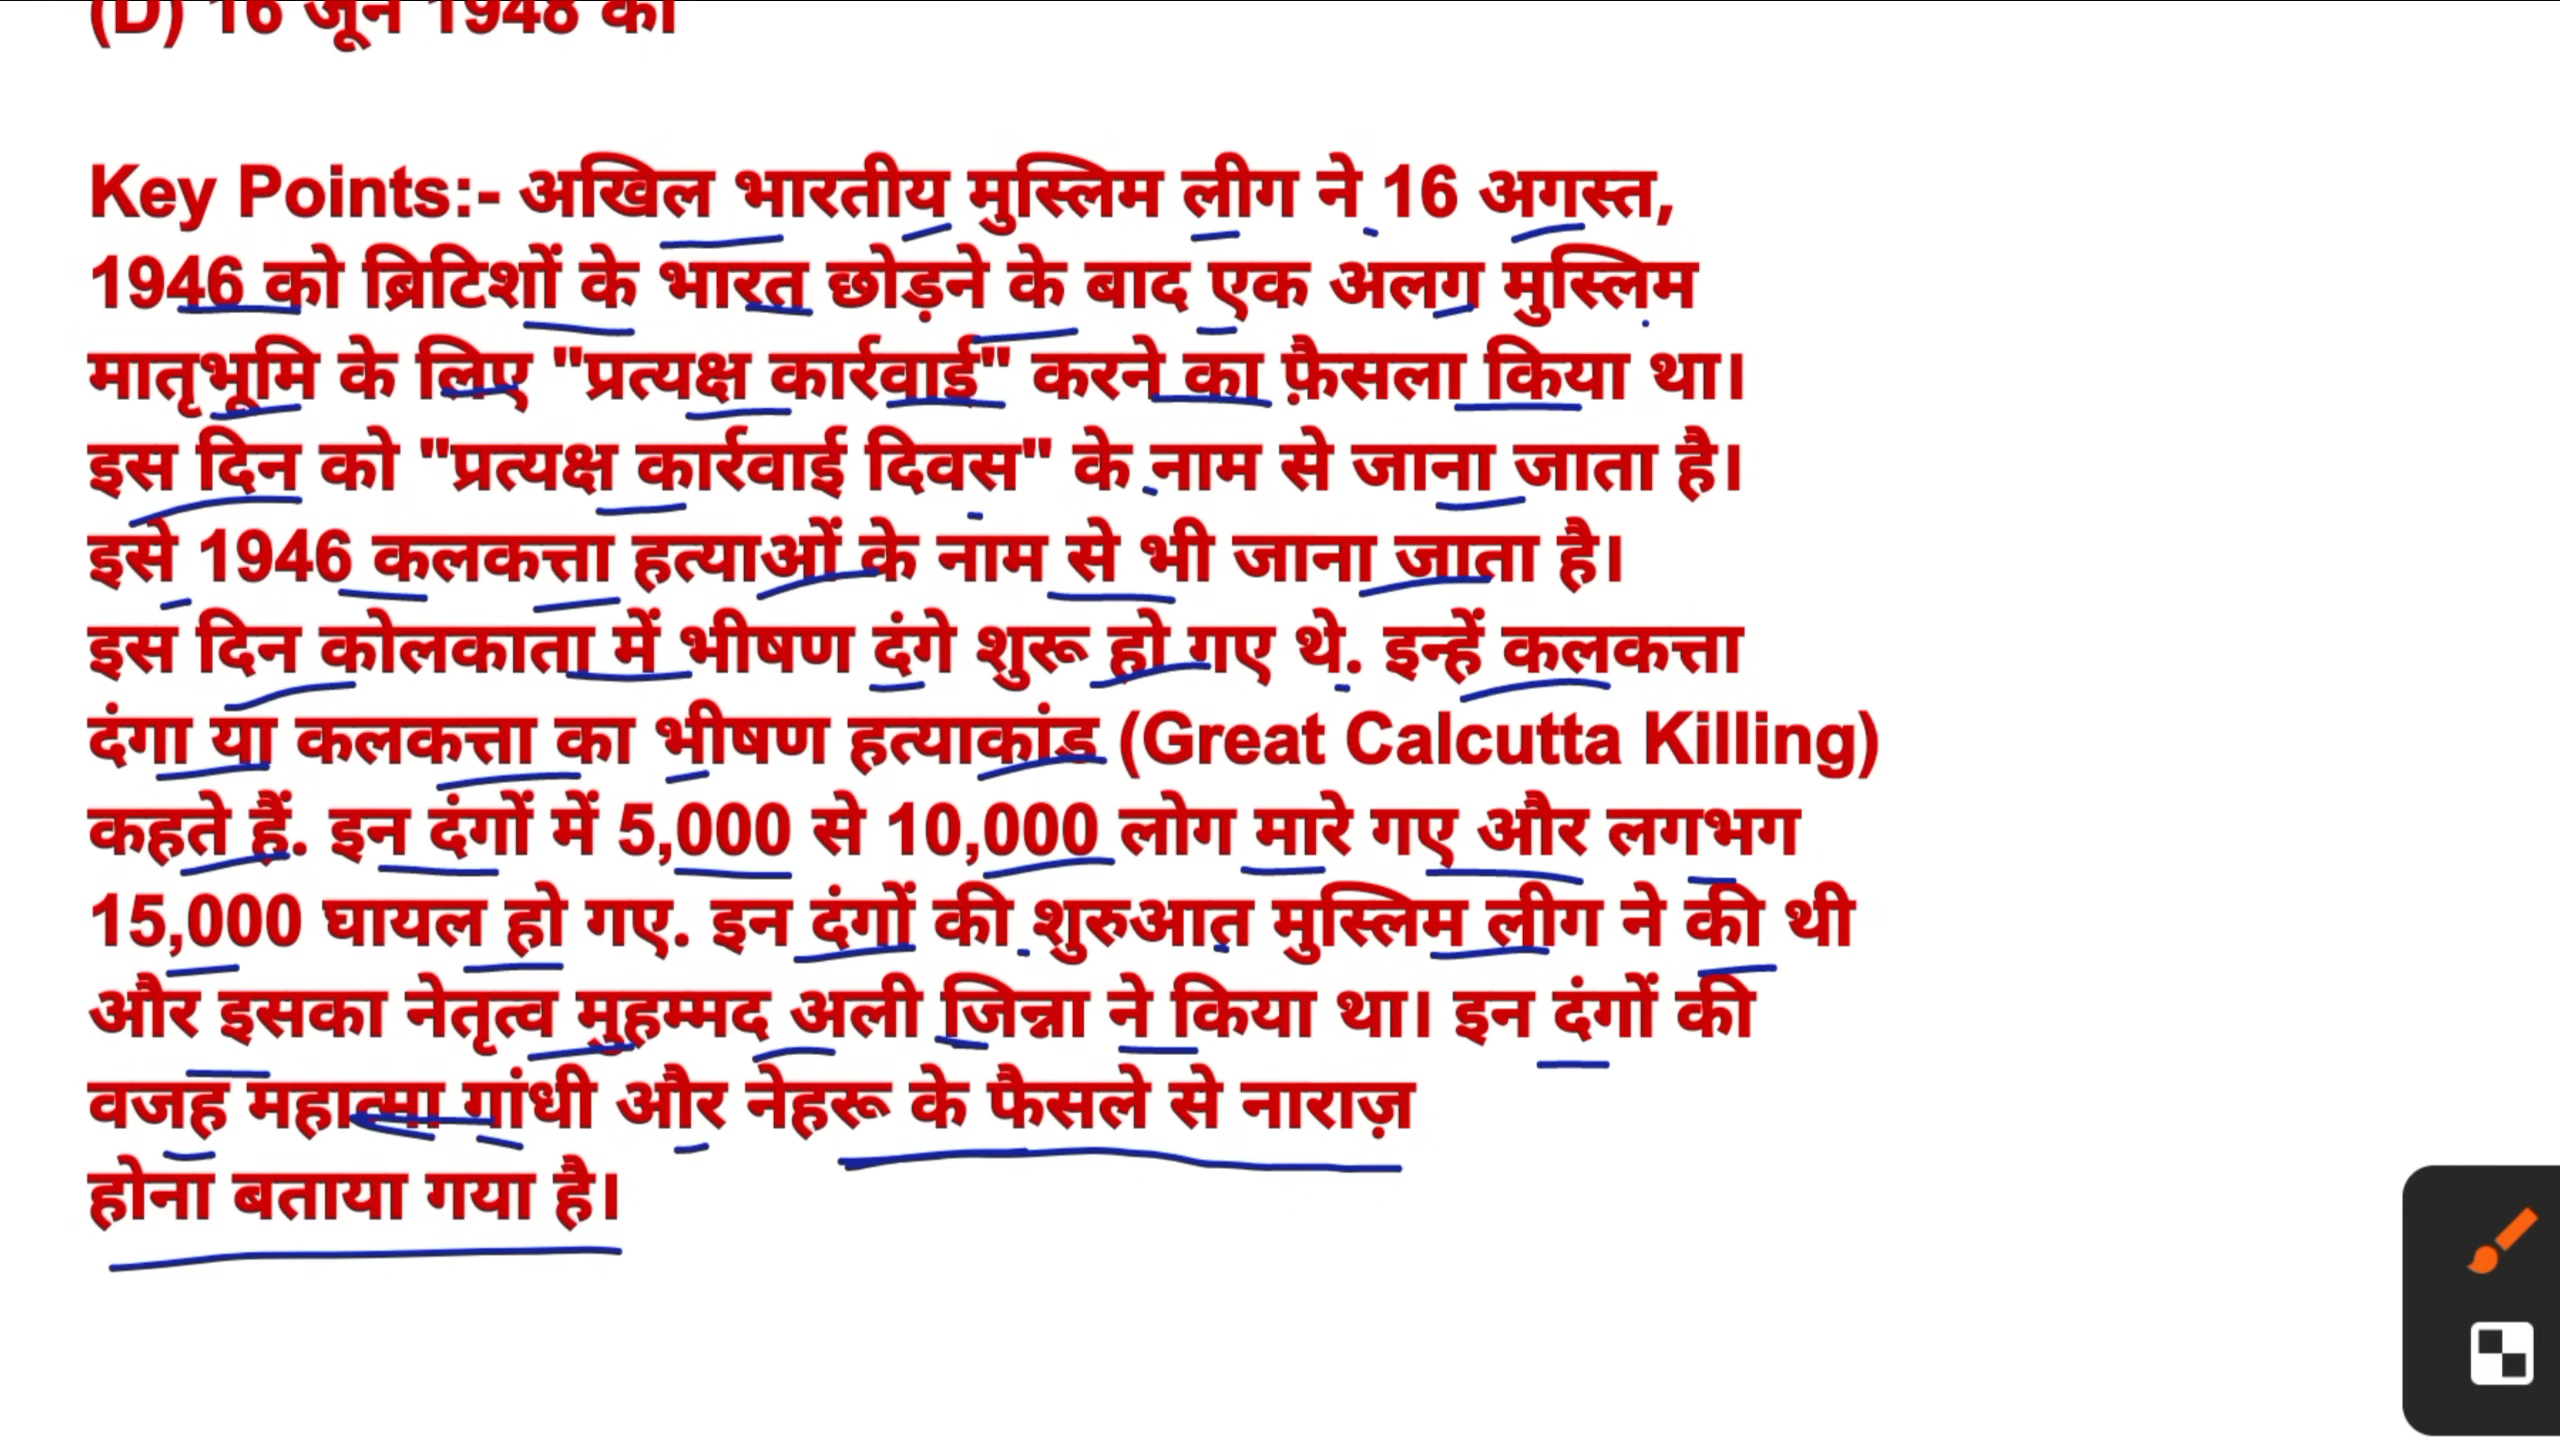 (D) 16 जून 1948 को
Key Points:- अखिल भारतीय मुस्लिम लीग ने 16 अगस्त,
1946 को ब्रिटिशों के भारत छोड़ने के बाद एक अलग मुस्लिम
मातृभूमि के लिए "प्रत्यक्ष कार्रवाई" करने का फ़ैसला किया था।
इस दिन को "प्रत्यक्ष कार्रवाई दिवस" के नाम से जाना जाता है।
इसे 1946 कलकत्ता हत्याओं के नाम से भी जाना जाता है।
इस दिन कोलकाता में भीषण दंगे शुरू हो गए थे. इन्हें कलकत्ता
दंगा या कलकत्ता का भीषण हत्याकांड (Great Calcutta Killing)
कहते हैं. इन दंगों में 5,000 से 10,000 लोग मारे गए और लगभग
15,000 घायल हो गए. इन दंगों की शुरुआत मुस्लिम लीग ने की थी
और इसका नेतृत्व मुहम्मद अली जिन्ना ने किया था। इन दंगों की
वजह महात्मा गांधी और नेहरू के फैसले से नाराज़
होना बताया गया है।